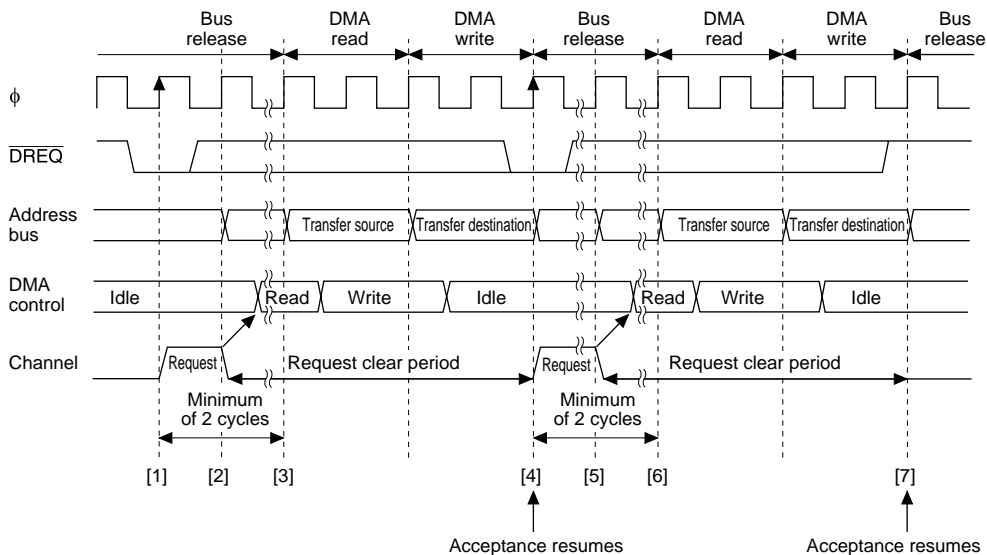 Bus release
DMA read
DMA write
Bus release
DMA read
DMA write
Bus release
ϕ
DREQ
Address bus
Transfer source
Transfer destination
Transfer source
Transfer destination
DMA control
Idle
Read
Write
Idle
Read
Write
Idle
Channel
Request
Request clear period
Request
Request clear period
Minimum of 2 cycles
Minimum of 2 cycles
[1]
[2]
[3]
[4]
[5]
[6]
[7]
Acceptance resumes
Acceptance resumes